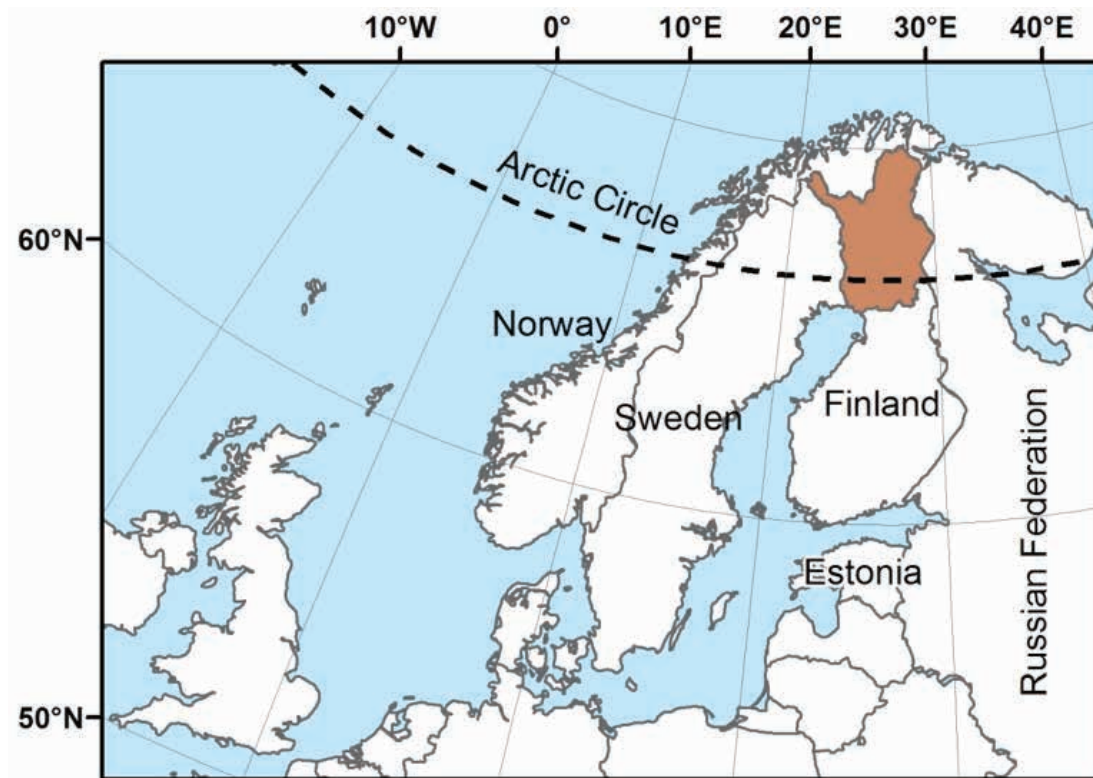 10°W 0° 10°E 20°E 30°E 40°E
60°N
Arctic Circle
Norway
Sweden
Finland
Russian Federation
Estonia
50°N